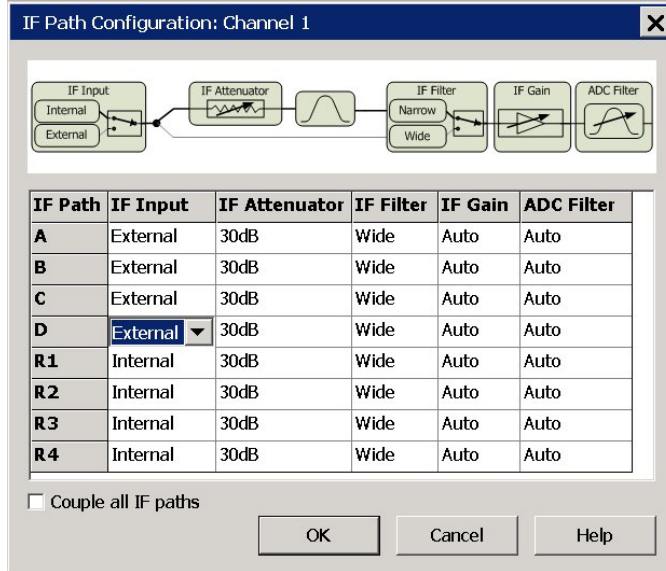 IF Path Configuration: Channel 1
IF Input
Internal
External
IF Attenuator
IF Filter
Narrow
Wide
IF Gain
ADC Filter
IF Path IF Input IF Attenuator IF Filter IF Gain ADC Filter
A External 30dB Wide Auto Auto
B External 30dB Wide Auto Auto
C External 30dB Wide Auto Auto
D External 30dB Wide Auto Auto
R1 Internal 30dB Wide Auto Auto
R2 Internal 30dB Wide Auto Auto
R3 Internal 30dB Wide Auto Auto
R4 Internal 30dB Wide Auto Auto
Couple all IF paths
OK Cancel Help